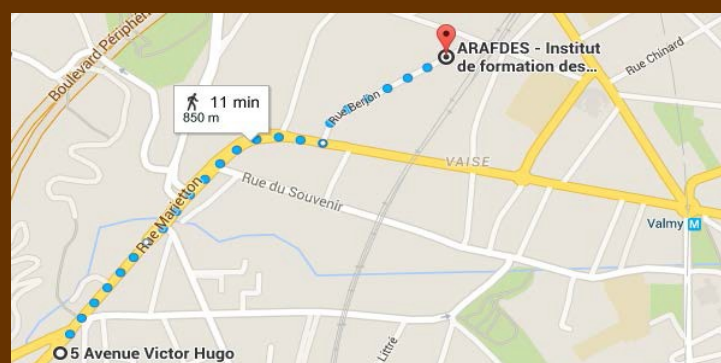 Boulevard Périphér
ARAFDES - Institut
de formation des...
Rue Chinard
11 min
850 m
Rue Berjon
VAISE
Rue Marietton
Rue du Souvenir
Valmy M
Littré
5 Avenue Victor Hugo